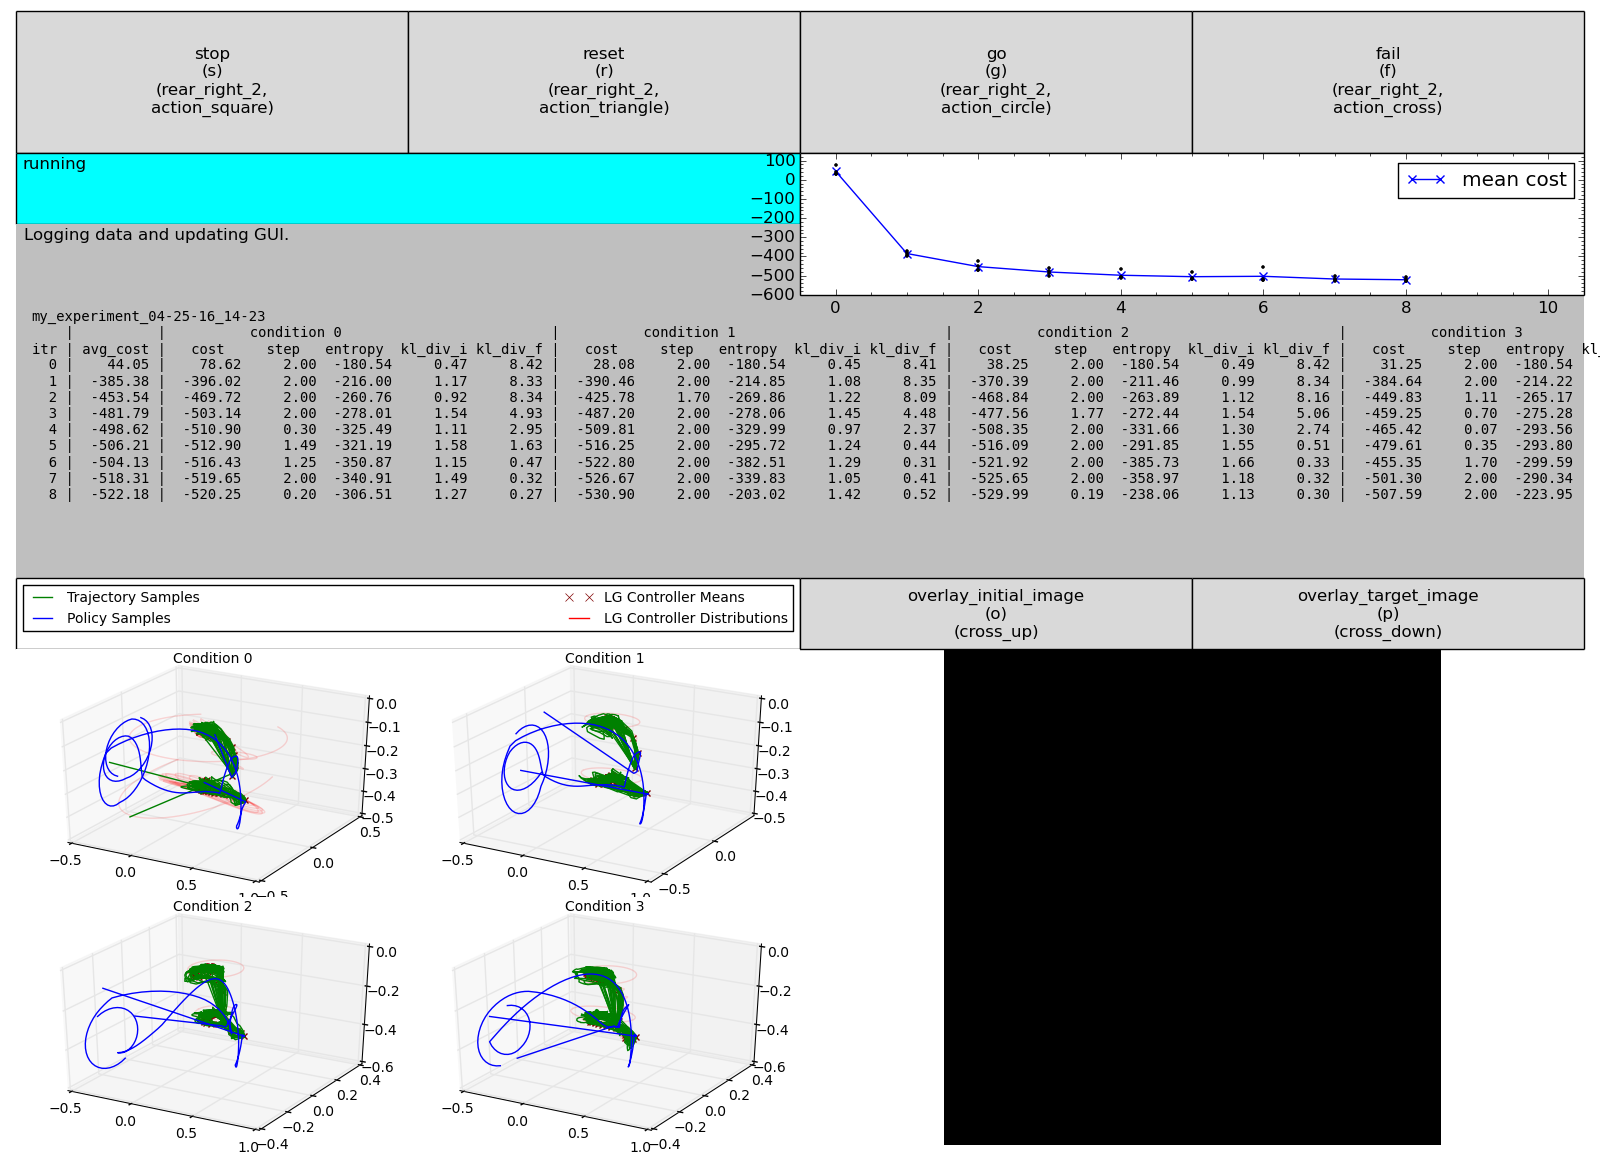 stop
(s)
(rear_right_2,
action_square)
reset
(r)
(rear_right_2,
action_triangle)
go
(g)
(rear_right_2,
action_circle)
fail
(f)
(rear_right_2,
action_cross)
running
Logging data and updating GUI.
100
0
−100
−200
−300
−400
−500
−600
0 2 4 6 8 10
mean cost
my_experiment_04-25-16_14-23
| | condition 0 | condition 1 | condition 2 | condition 3
itr | avg_cost | cost step entropy kl_div_i kl_div_f | cost step entropy kl_div_i kl_div_f | cost step entropy kl_div_i kl_div_f | cost step entropy kl_
0 | 44.05 | 78.62 2.00 -180.54 0.47 8.42 | 28.08 2.00 -180.54 0.45 8.41 | 38.25 2.00 -180.54 0.49 8.42 | 31.25 2.00 -180.54
1 | -385.38 | -396.02 2.00 -216.00 1.17 8.33 | -390.46 2.00 -214.85 1.08 8.35 | -370.39 2.00 -211.46 0.99 8.34 | -384.64 2.00 -214.22
2 | -453.54 | -469.72 2.00 -260.76 0.92 8.34 | -425.78 1.70 -269.86 1.22 8.09 | -468.84 2.00 -263.89 1.12 8.16 | -449.83 1.11 -265.17
3 | -481.79 | -503.14 2.00 -278.01 1.54 4.93 | -487.20 2.00 -278.06 1.45 4.48 | -477.56 1.77 -272.44 1.54 5.06 | -459.25 0.70 -275.28
4 | -498.62 | -510.90 0.30 -325.49 1.11 2.95 | -509.81 2.00 -329.99 0.97 2.37 | -508.35 2.00 -331.66 1.30 2.74 | -465.42 0.07 -293.56
5 | -506.21 | -512.90 1.49 -321.19 1.58 1.63 | -516.25 2.00 -295.72 1.24 0.44 | -516.09 2.00 -291.85 1.55 0.51 | -479.61 0.35 -293.80
6 | -504.13 | -516.43 1.25 -350.87 1.15 0.47 | -522.80 2.00 -382.51 1.29 0.31 | -521.92 2.00 -385.73 1.66 0.33 | -455.35 1.70 -299.59
7 | -518.31 | -519.65 2.00 -340.91 1.49 0.32 | -526.67 2.00 -339.83 1.05 0.41 | -525.65 2.00 -358.97 1.18 0.32 | -501.30 2.00 -290.34
8 | -522.18 | -520.25 0.20 -306.51 1.27 0.27 | -530.90 2.00 -203.02 1.42 0.52 | -529.99 0.19 -238.06 1.13 0.30 | -507.59 2.00 -223.95
Trajectory Samples
Policy Samples
LG Controller Means
LG Controller Distributions
overlay_initial_image
(o)
(cross_up)
overlay_target_image
(p)
(cross_down)
Condition 0
0.0
−0.1
−0.2
−0.3
−0.4
−0.5
0.5
0.0
−0.5
−0.5
0.0
0.5
1.0
Condition 1
0.0
−0.1
−0.2
−0.3
−0.4
−0.5
0.0
−0.5
−0.5
0.0
0.5
1.0
Condition 2
0.0
−0.2
−0.4
−0.6
0.4
0.2
0.0
−0.2
−0.4
−0.5
0.0
0.5
1.0
Condition 3
0.0
−0.2
−0.4
−0.6
0.4
0.2
0.0
−0.2
−0.4
−0.5
0.0
0.5
1.0